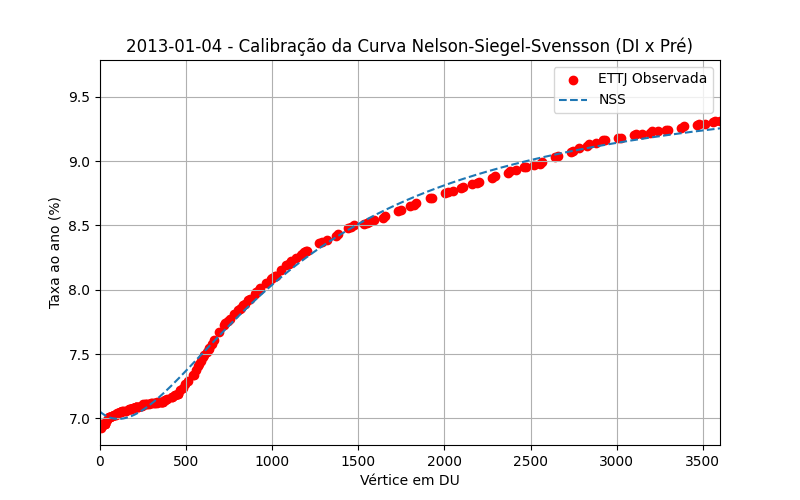 2013-01-04 - Calibração da Curva Nelson-Siegel-Svensson (DI x Pré)
ETTJ Observada
NSS
Taxa ao ano (%)
9.5
9.0
8.5
8.0
7.5
7.0
0 500 1000 1500 2000 2500 3000 3500
Vértice em DU